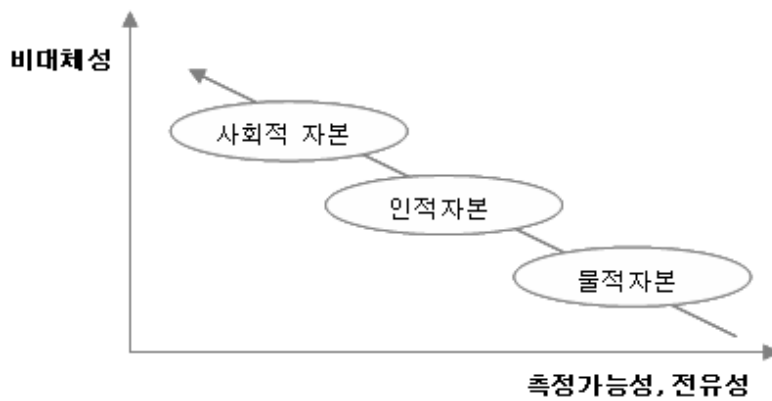 비대체성
사회적 자본
인적자본
물적자본
측정가능성, 전유성